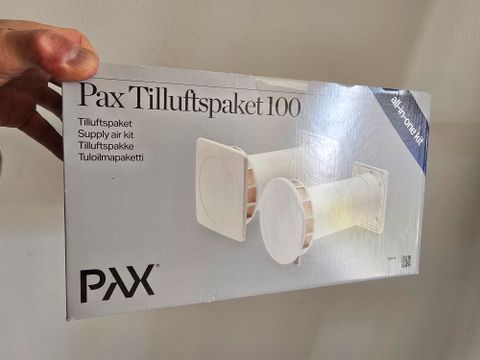 Pax Tilluftspaket 100
all-in-one kit
Tilluftspaket
Supply air kit
Tilluftspakke
Tuloilmapaketti
PAX®